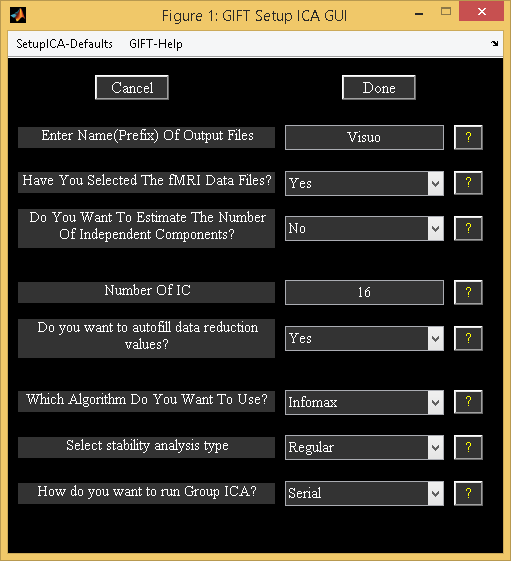 Figure 1: GIFT Setup ICA GUI
SetupICA-Defaults GIFT-Help
Cancel Done
Enter Name(Prefix) Of Output Files Visuo ?
Have You Selected The fMRI Data Files? Yes ?
Do You Want To Estimate The Number
Of Independent Components? No ?
Number Of IC 16 ?
Do you want to autofill data reduction
values? Yes ?
Which Algorithm Do You Want To Use? Infomax ?
Select stability analysis type Regular ?
How do you want to run Group ICA? Serial ?